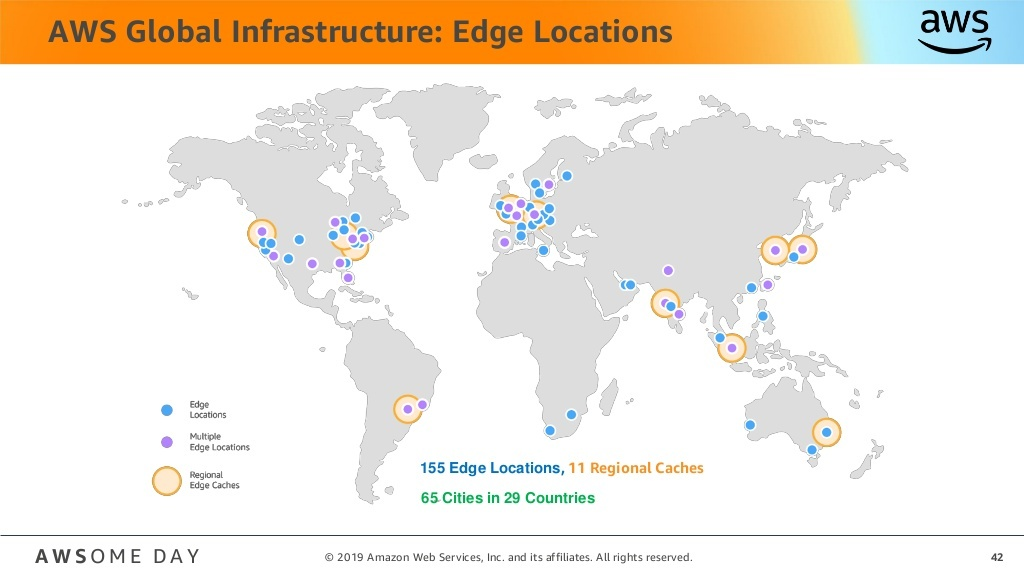 AWS Global Infrastructure: Edge Locations
aws
Edge
Locations
Multiple
Edge Locations
Regional
Edge Caches
155 Edge Locations, 11 Regional Caches
65 Cities in 29 Countries
AWSOME DAY
© 2019 Amazon Web Services, Inc. and its affiliates. All rights reserved.
42